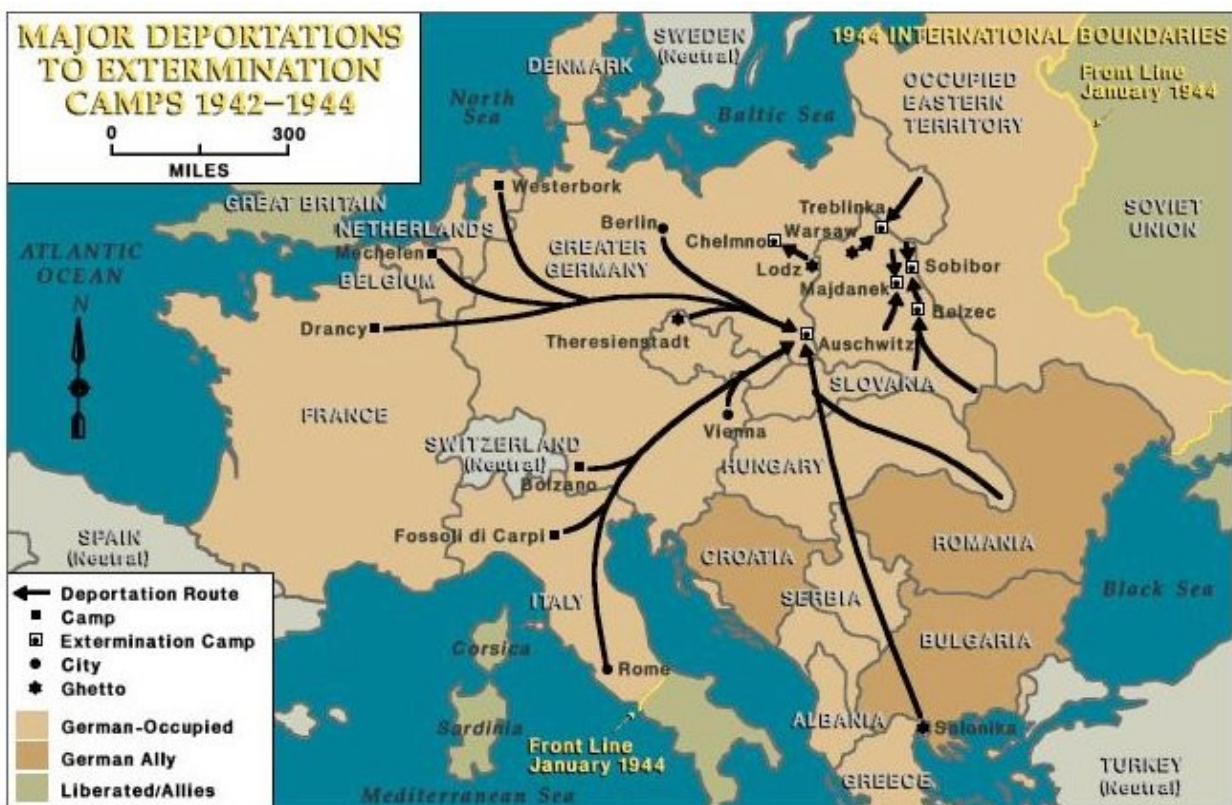 MAJOR DEPORTATIONS
TO EXTERMINATION
CAMPS 1942–1944
0 300
MILES
SWEDEN
(Neutral)
1944 INTERNATIONAL BOUNDARIES
DENMARK
North
Sea
Baltic Sea
OCCUPIED
EASTERN
TERRITORY
Front Line
January 1944
Westerbork
GREAT BRITAIN
NETHERLANDS
Berlin
Treblinka
Warsaw
Chelmno
SOVIET
UNION
ATLANTIC
OCEAN
Mechelen
BELGIUM
GREATER
GERMANY
Lodz
Sobibor
Majdanek
N
Belzec
Drancy
Theresienstadt
Auschwitz
SLOVAKIA
FRANCE
Vienna
SWITZERLAND
(Neutral)
Bolzano
HUNGARY
Fossoli di Carpi
SPAIN
(Neutral)
CROATIA
ROMANIA
Black Sea
SERBIA
ITALY
BULGARIA
Corsica
Rome
ALBANIA
Sardinia
Salonika
Front Line
January 1944
GREECE
TURKEY
(Neutral)
Mediterranean Sea
Deportation Route
Camp
Extermination Camp
City
Ghetto
German-Occupied
German Ally
Liberated/Allies